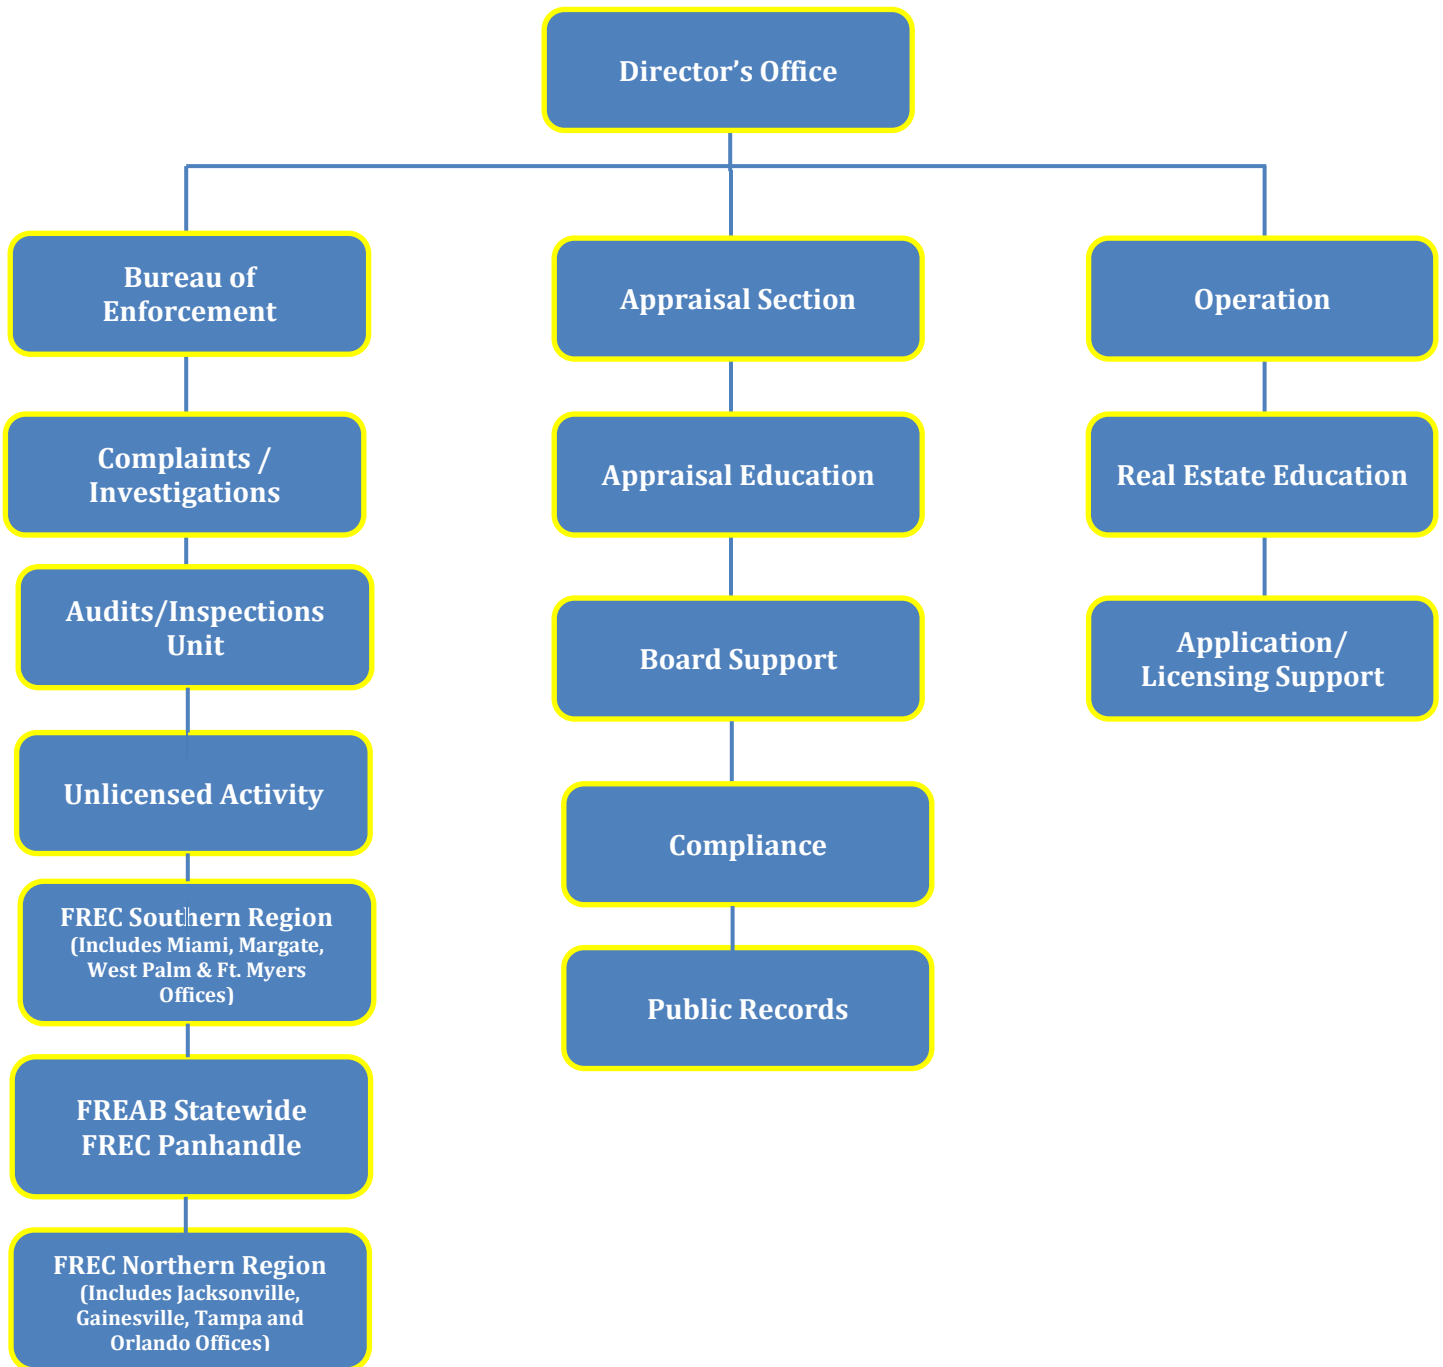 Director’s Office
Bureau of
Enforcement
Appraisal Section
Operation
Complaints /
Investigations
Appraisal Education
Real Estate Education
Audits/Inspections
Unit
Board Support
Application/
Licensing Support
Unlicensed Activity
Compliance
FREC Southern Region
(Includes Miami, Margate,
West Palm & Ft. Myers
Offices)
Public Records
FREAB Statewide
FREC Panhandle
FREC Northern Region
(Includes Jacksonville,
Gainesville, Tampa and
Orlando Offices)